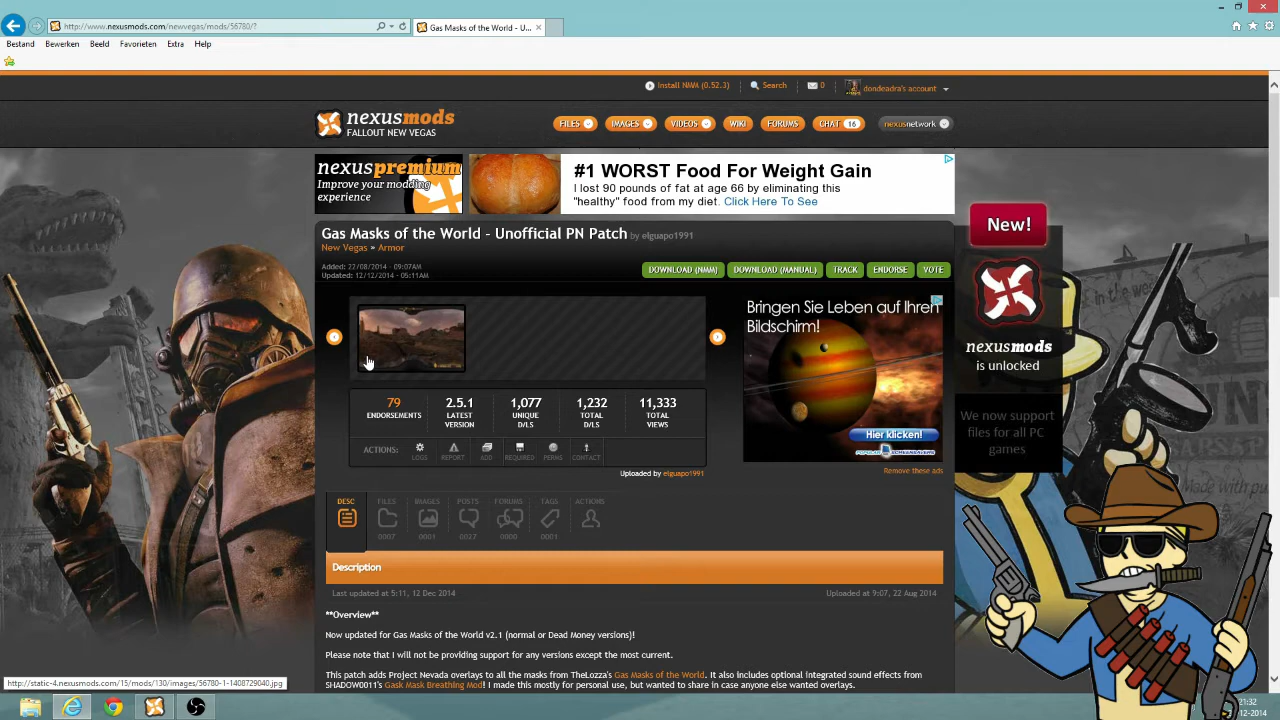 http://www.nexusmods.com/newvegas/mods/56780/?
Gas Masks of the World - U...
Bestand Bewerken Beeld Favorieten Extra Help
Install NMM (0.52.3) Search 0 dondeadra's account
nexusmods
FALLOUT NEW VEGAS
FILES IMAGES VIDEOS WIKI FORUMS CHAT 16 nexusnetwork
nexuspremium
Improve your modding
experience
#1 WORST Food For Weight Gain
I lost 90 pounds of fat at age 66 by eliminating this
"healthy" food from my diet. Click Here To See
Gas Masks of the World - Unofficial PN Patch by elguapo1991
New Vegas » Armor
Added: 22/08/2014 - 09:07AM
Updated: 12/12/2014 - 05:11AM
DOWNLOAD (NMM) DOWNLOAD (MANUAL) TRACK ENDORSE VOTE
New!
nexusmods
is unlocked
We now support
files for all PC
games
Bringen Sie Leben auf Ihren
Bildschirm!
Hier klicken!
POPULAR SCREENSAVERS
Remove these ads
79 2.5.1 1,077 1,232 11,333
ENDORSEMENTS LATEST VERSION UNIQUE D/LS TOTAL D/LS TOTAL VIEWS
ACTIONS: LOGS REPORT ADD REQUIRED PERMS CONTACT
Uploaded by elguapo1991
DESC FILES IMAGES POSTS FORUMS TAGS ACTIONS
0007 0001 0027 0000 0001
Description
Last updated at 5:11, 12 Dec 2014 Uploaded at 9:07, 22 Aug 2014
**Overview**
Now updated for Gas Masks of the World v2.1 (normal or Dead Money versions)!
Please note that I will not be providing support for any versions except the most current.
This patch adds Project Nevada overlays to all the masks from TheLozza's Gas Masks of the World. It also includes optional integrated sound effects from
SHADOW0011's Gask Mask Breathing Mod! I made this mostly for personal use, but wanted to share in case anyone else wanted overlays.
http://static-4.nexusmods.com/15/mods/130/images/56780-1-1408729040.jpg
21:32